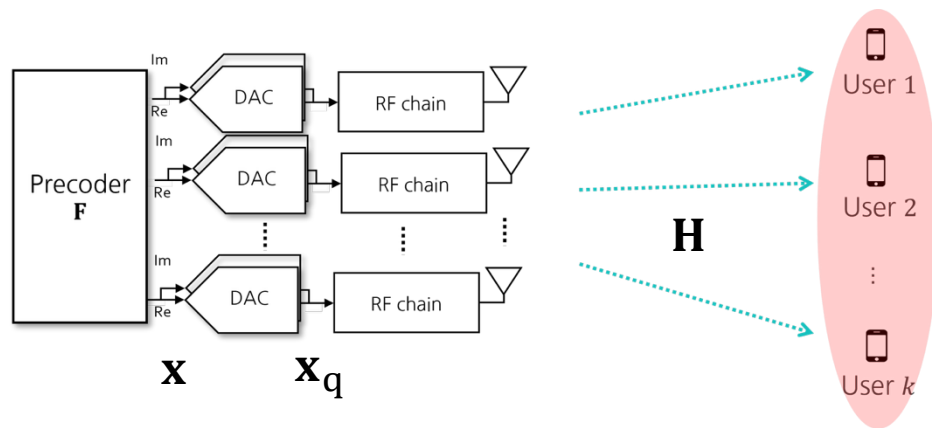 Im
DAC
RF chain
User 1
Re
Im
Precoder
F
DAC
RF chain
User 2
Re
H
Im
DAC
RF chain
Re
x
x_q
User k